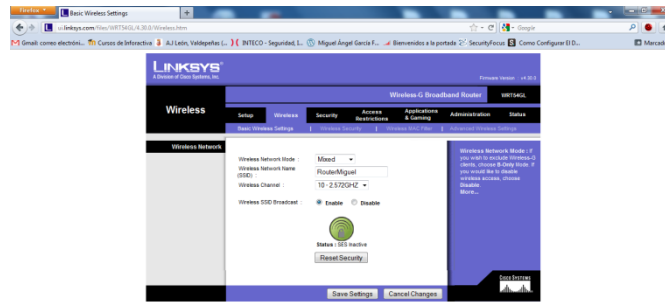 Firefox
Basic Wireless Settings
ui.linksys.com/files/WRT54GL/4.30.0/Wireless.htm
Google
Gmail: correo electróni...
Cursos de Informática
AJ León, Valdepeñas (...
INTECO - Seguridad, I...
Miguel Ángel García F...
Bienvenidos a la porta
SecurityFocus
Como Configurar El D...
Marcad
LINKSYS®
A Division of Cisco Systems, Inc.
Firmware Version : v4.30.0
Wireless-G Broadband Router
WRT54GL
Wireless
Setup
Wireless
Security
Access Restrictions
Applications & Gaming
Administration
Status
Basic Wireless Settings
Wireless Security
Wireless MAC Filter
Advanced Wireless Settings
Wireless Network
Wireless Network Mode :
Mixed
Wireless Network Name (SSID) :
RouterMiguel
Wireless Channel :
10 - 2.572GHZ
Wireless SSID Broadcast :
Enable
Disable
Status : SES Inactive
Reset Security
Wireless Network Mode : If
you wish to exclude Wireless-G
clients, choose B-Only Mode. If
you would like to disable
wireless access, choose
Disable.
More...
Save Settings
Cancel Changes
CISCO SYSTEMS